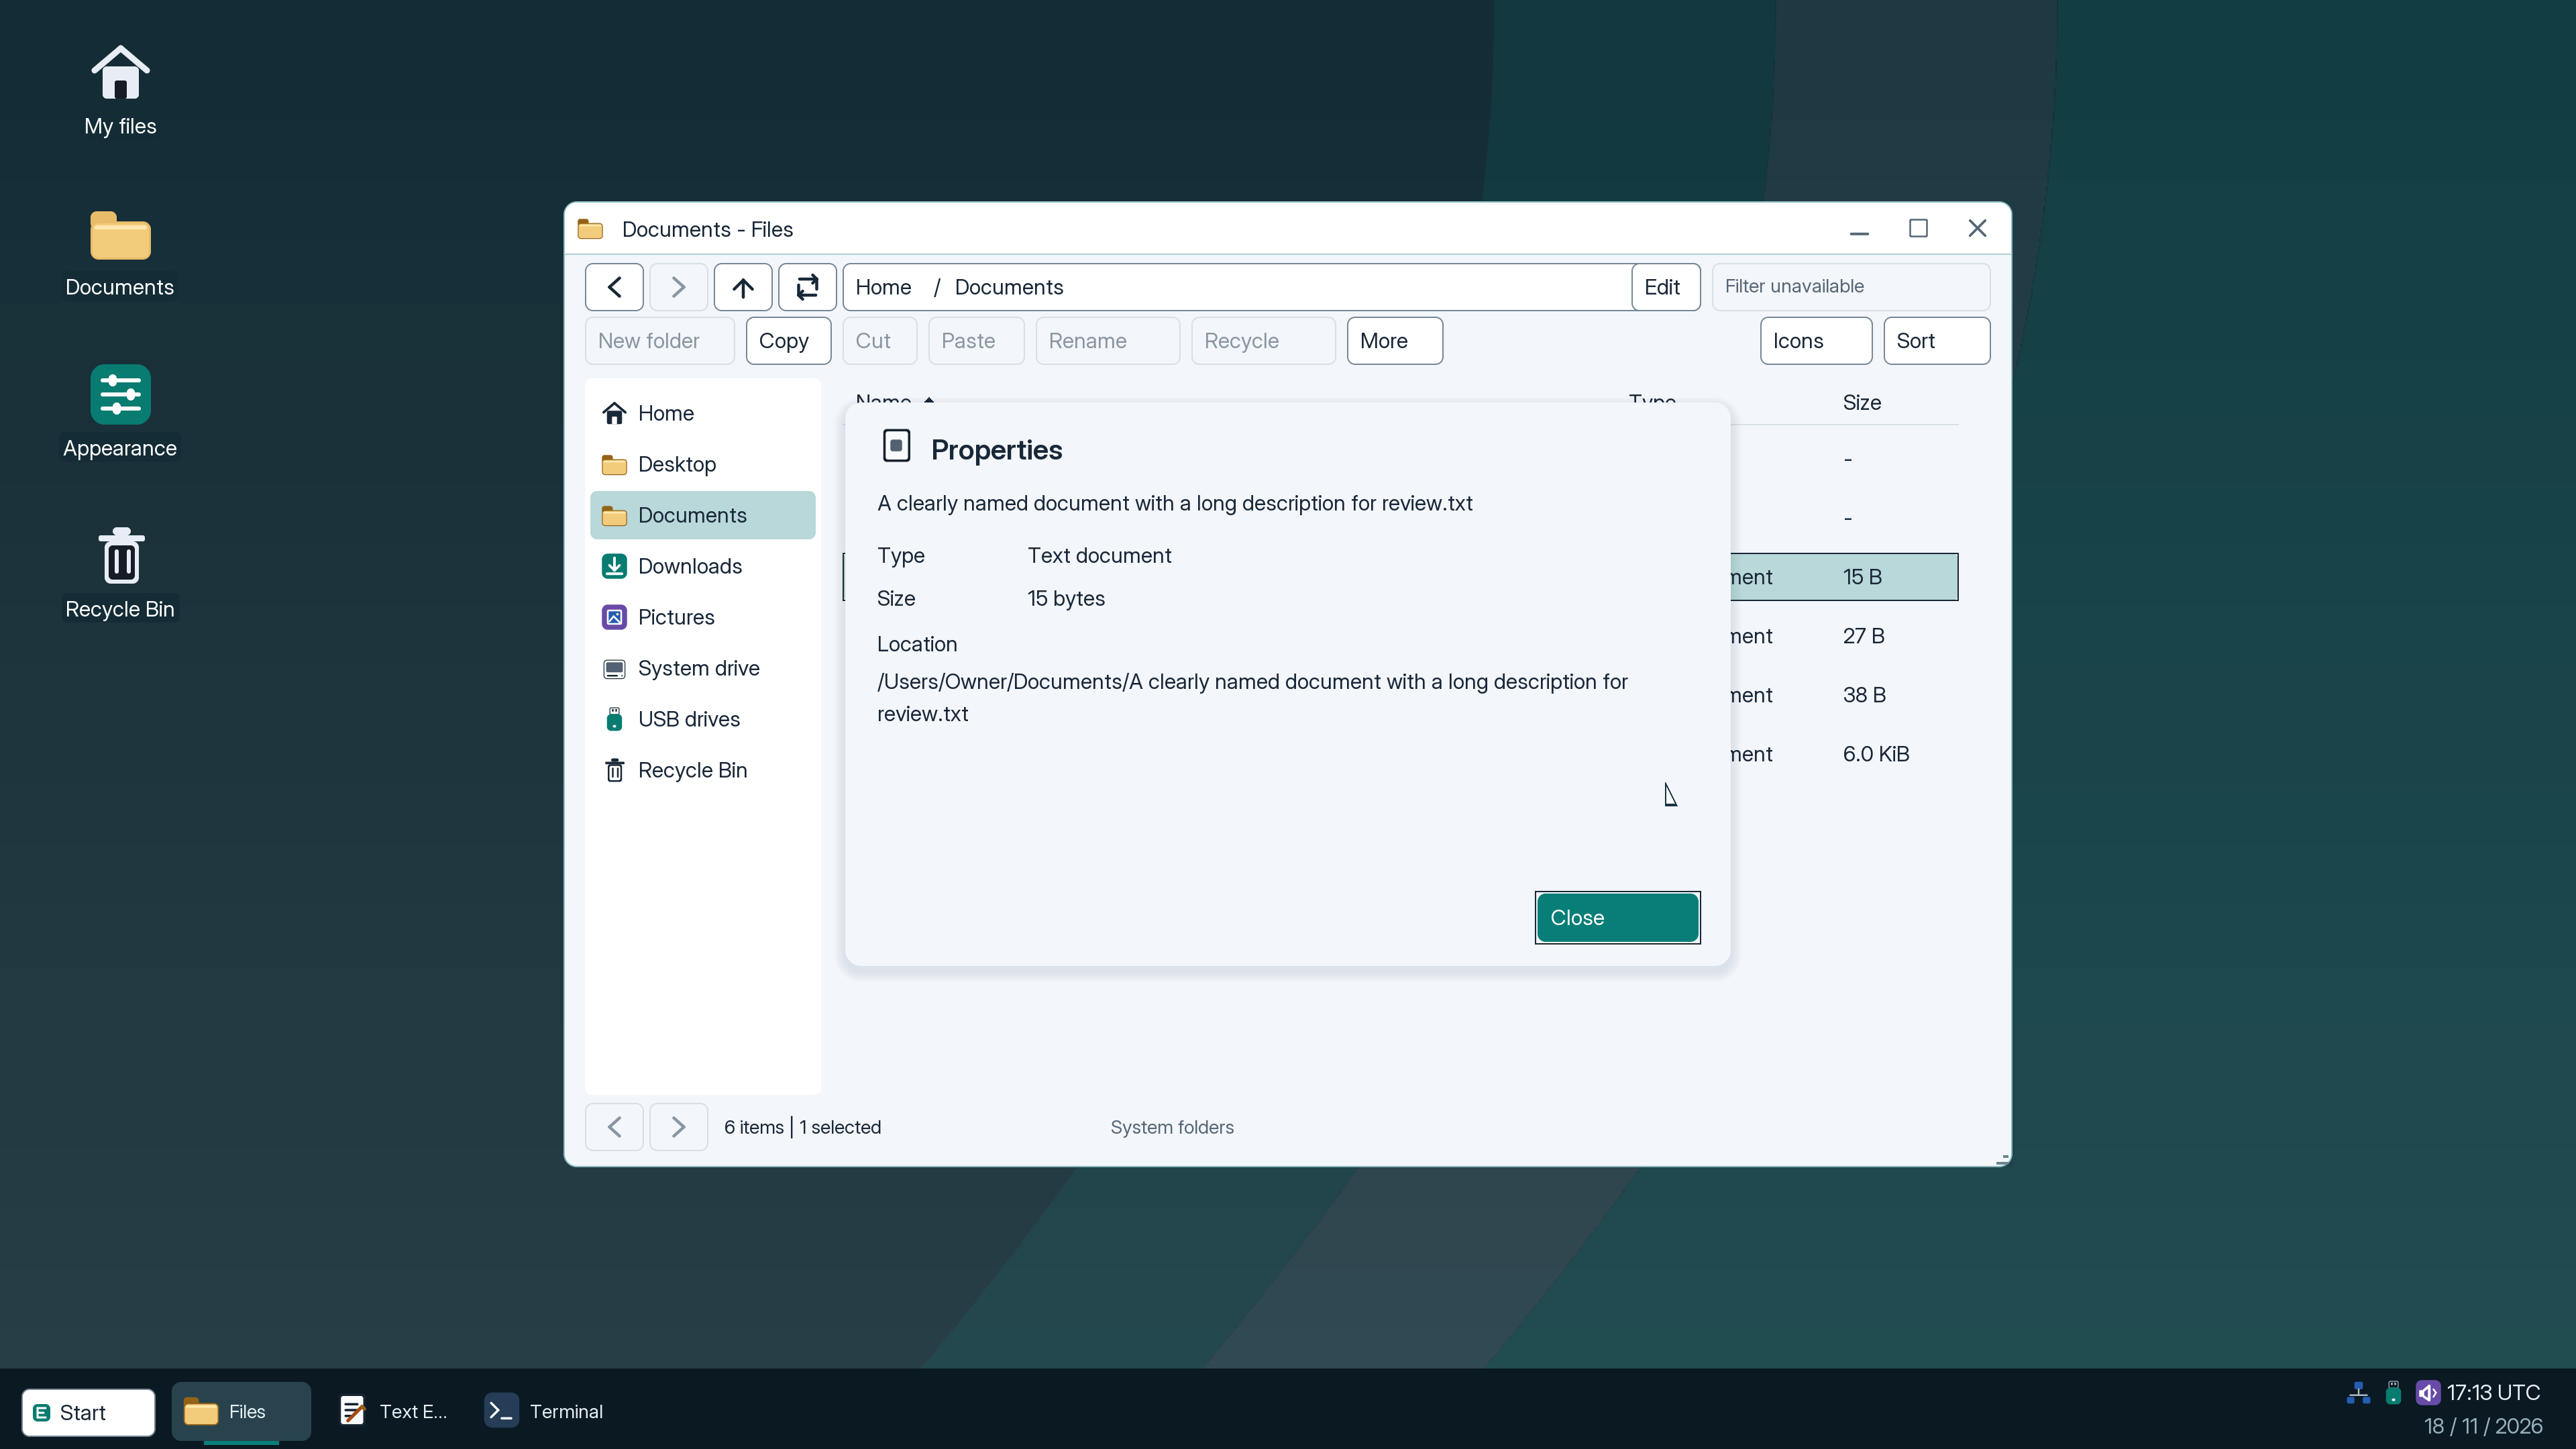 My files
Documents
Appearance
Recycle Bin
Documents - Files
Home / Documents
Edit
Filter unavailable
New folder
Copy
Cut
Paste
Rename
Recycle
More
Icons
Sort
Home
Desktop
Documents
Downloads
Pictures
System drive
USB drives
Recycle Bin
Name
Type
Size
-
-
ment 15 B
ment 27 B
ment 38 B
ment 6.0 KiB
Properties
A clearly named document with a long description for review.txt
Type Text document
Size 15 bytes
Location
/Users/Owner/Documents/A clearly named document with a long description for
review.txt
Close
6 items | 1 selected
System folders
Start
Files
Text E...
Terminal
17:13 UTC
18 / 11 / 2026